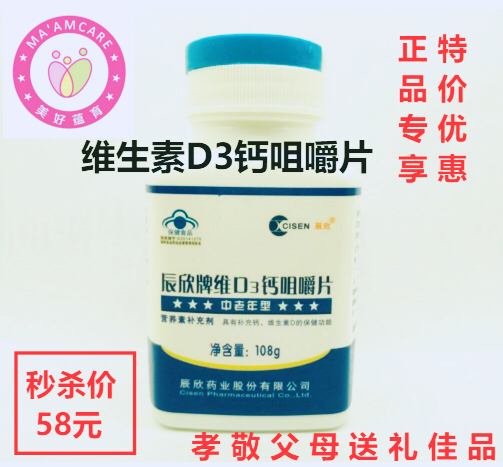 MA'AMCARE
美好蕴育
正品专享
特价优惠
维生素D3钙咀嚼片
保健食品
CISEN 辰欣®
辰欣牌维D3钙咀嚼片
★★★中老年型★★★
营养素补充剂 具有补充钙、维生素D的保健功能
净含量：108g
辰欣药业股份有限公司
Cisen Pharmaceutical Co.,Ltd.
秒杀价
58元
孝敬父母送礼佳品